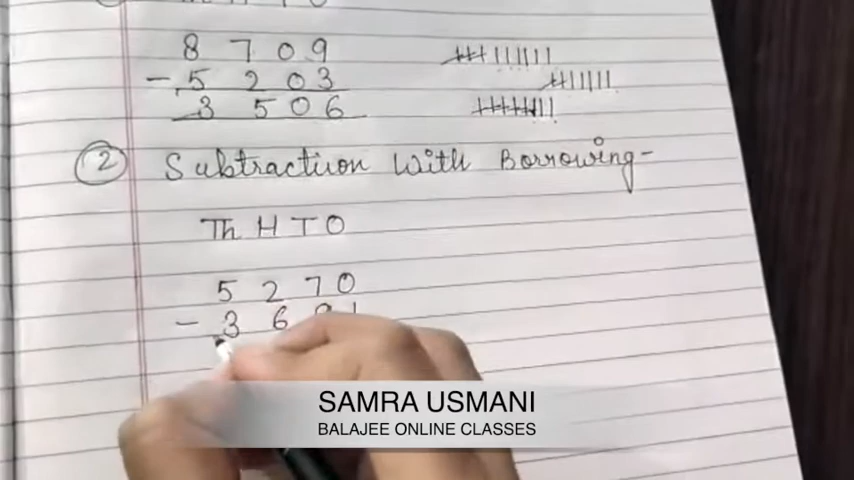 8 7 0 9
- 5 2 0 3
3 5 0 6
2 Subtraction With Borrowing-
Th H T O
5 2 7 0
- 3 6
SAMRA USMANI
BALAJEE ONLINE CLASSES